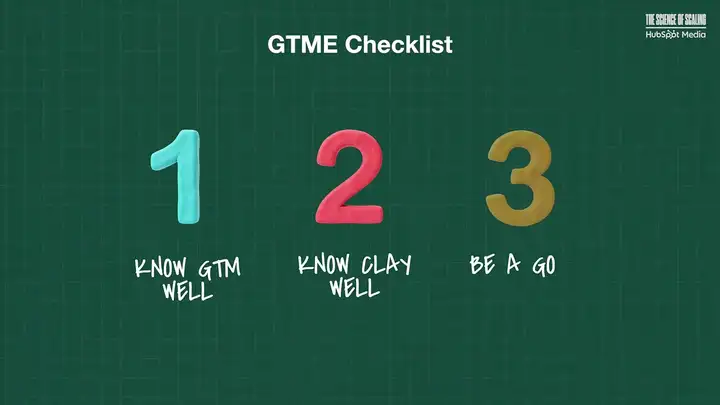 THE SCIENCE OF SCALING
HubSpot Media
GTME Checklist
1
2
3
KNOW GTM
WELL
KNOW CLAY
WELL
BE A GO